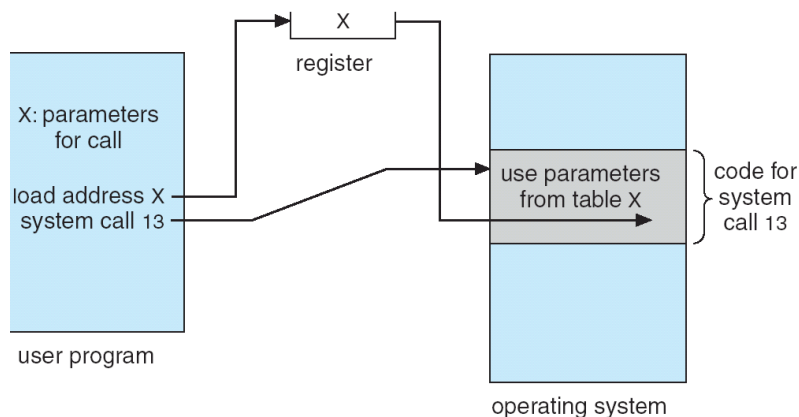 X
register
X: parameters
for call
load address X
system call 13
user program
use parameters
from table X
code for
system
call 13
operating system